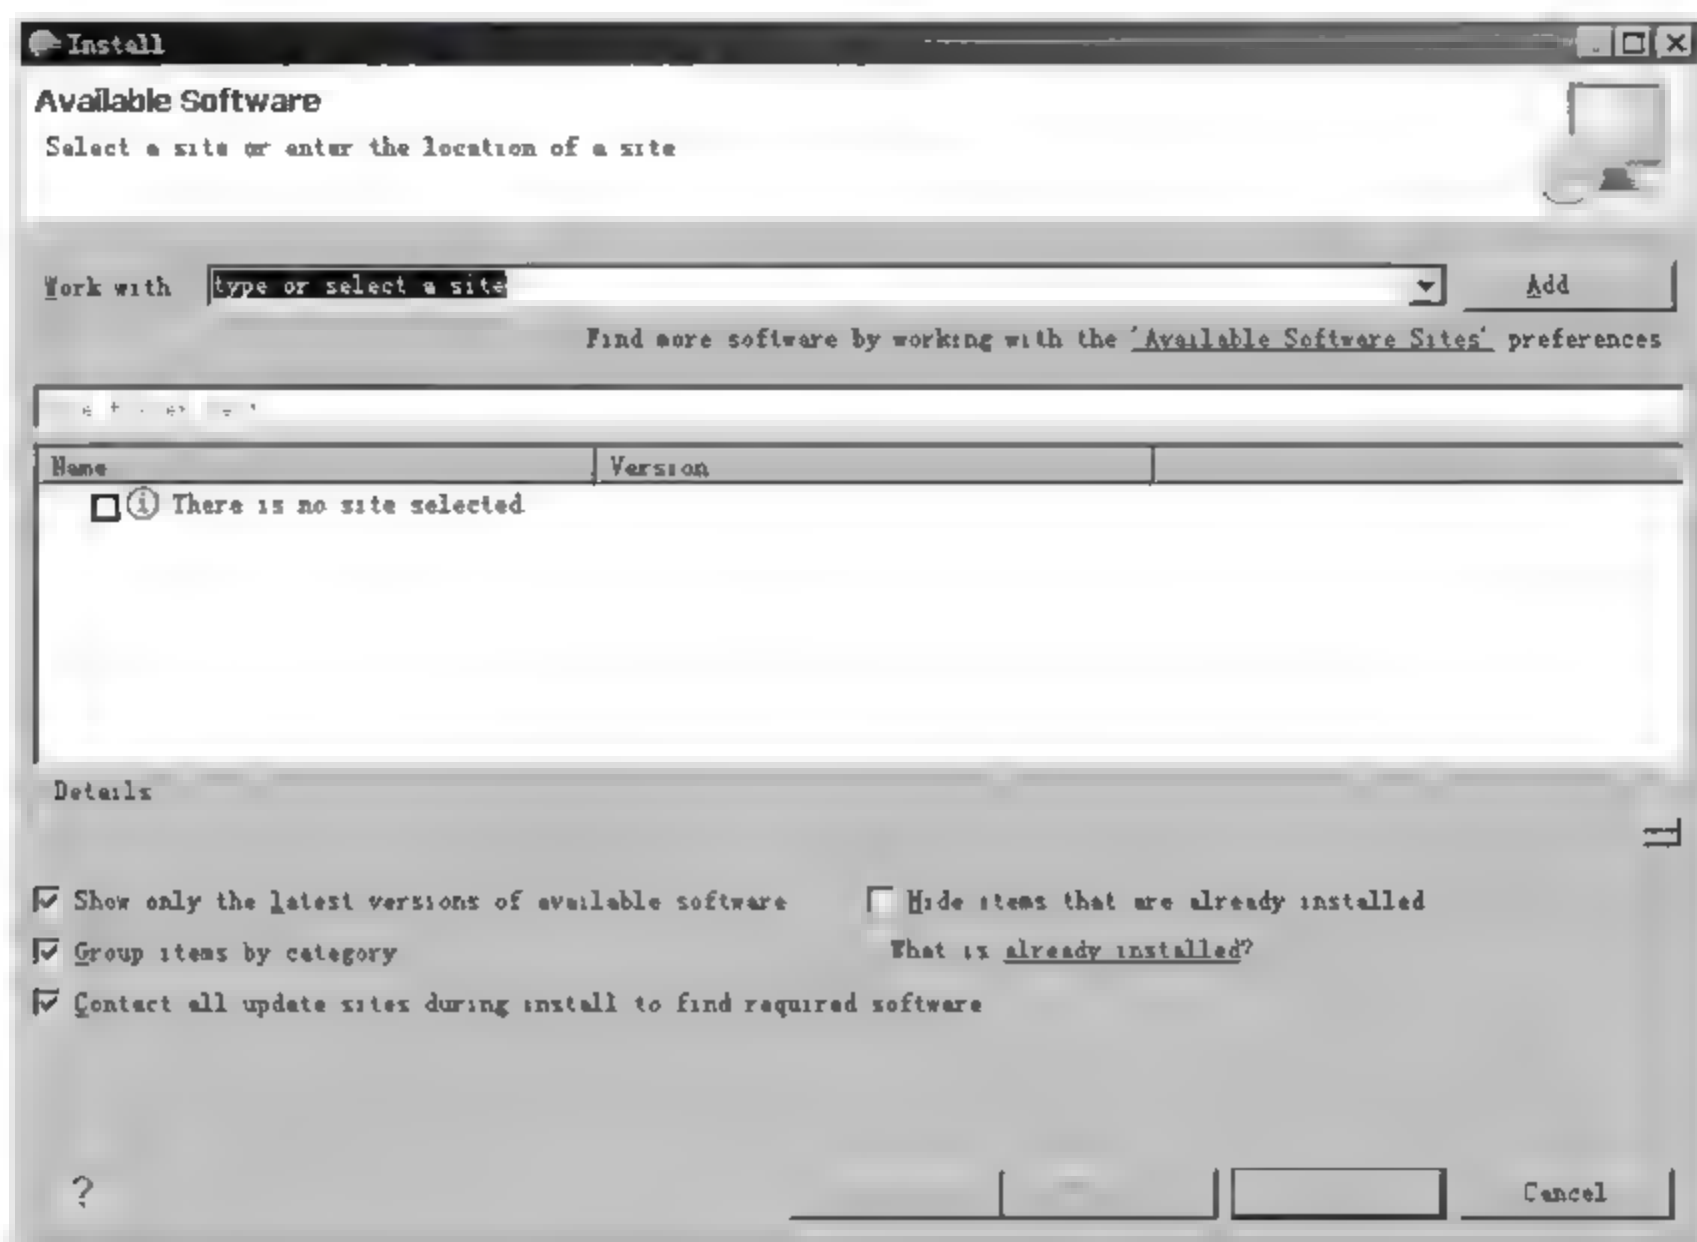 Install
Available Software
Select a site or enter the location of a site
Work with type or select a site Add
Find more software by working with the 'Available Software Sites' preferences
Name Version
There is no site selected
Details
Show only the latest versions of available software Hide items that are already installed
Group items by category What is already installed?
Contact all update sites during install to find required software
? Cancel